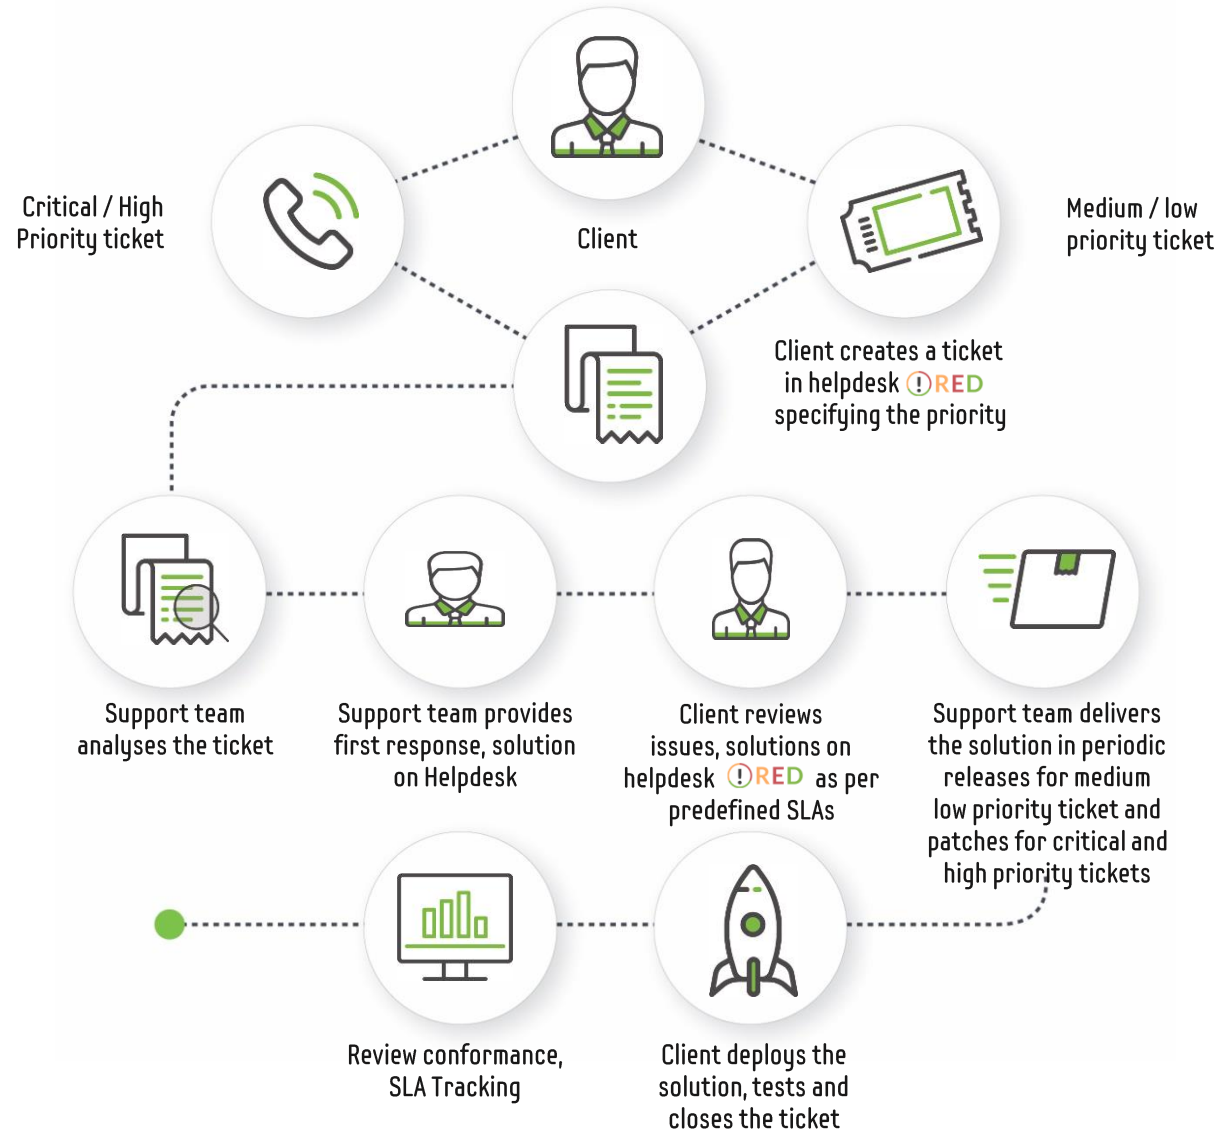 Critical / High
Priority ticket
Client
Medium / low
priority ticket
Client creates a ticket
in helpdesk ! RED
specifying the priority
Support team
analyses the ticket
Support team provides
first response, solution
on Helpdesk
Client reviews
issues, solutions on
helpdesk ! RED as per
predefined SLAs
Support team delivers
the solution in periodic
releases for medium
low priority ticket and
patches for critical and
high priority tickets
Review conformance,
SLA Tracking
Client deploys the
solution, tests and
closes the ticket